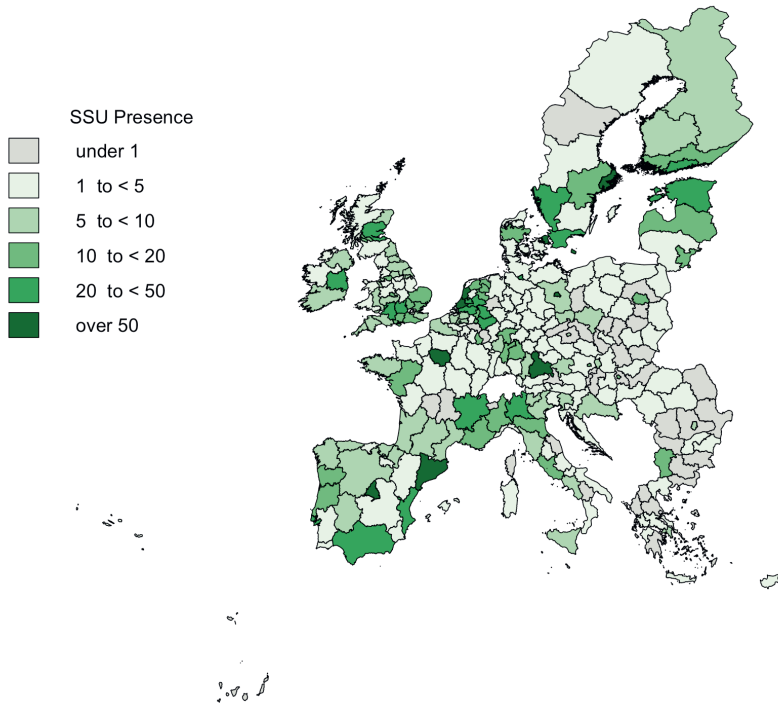 SSU Presence
under 1
1 to < 5
5 to < 10
10 to < 20
20 to < 50
over 50